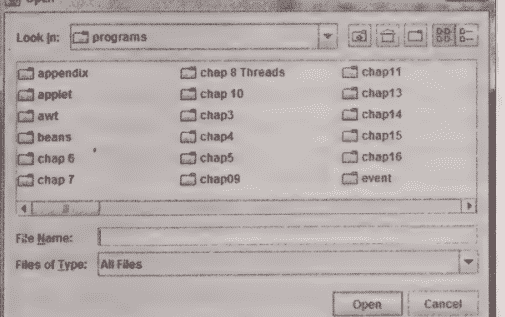 Open
Look in: programs
appendix
applet
awt
beans
chap 6
chap 7
chap 8 Threads
chap 10
chap3
chap4
chap5
chap09
chap11
chap13
chap14
chap15
chap16
event
File Name:
Files of Type: All Files
Open Cancel